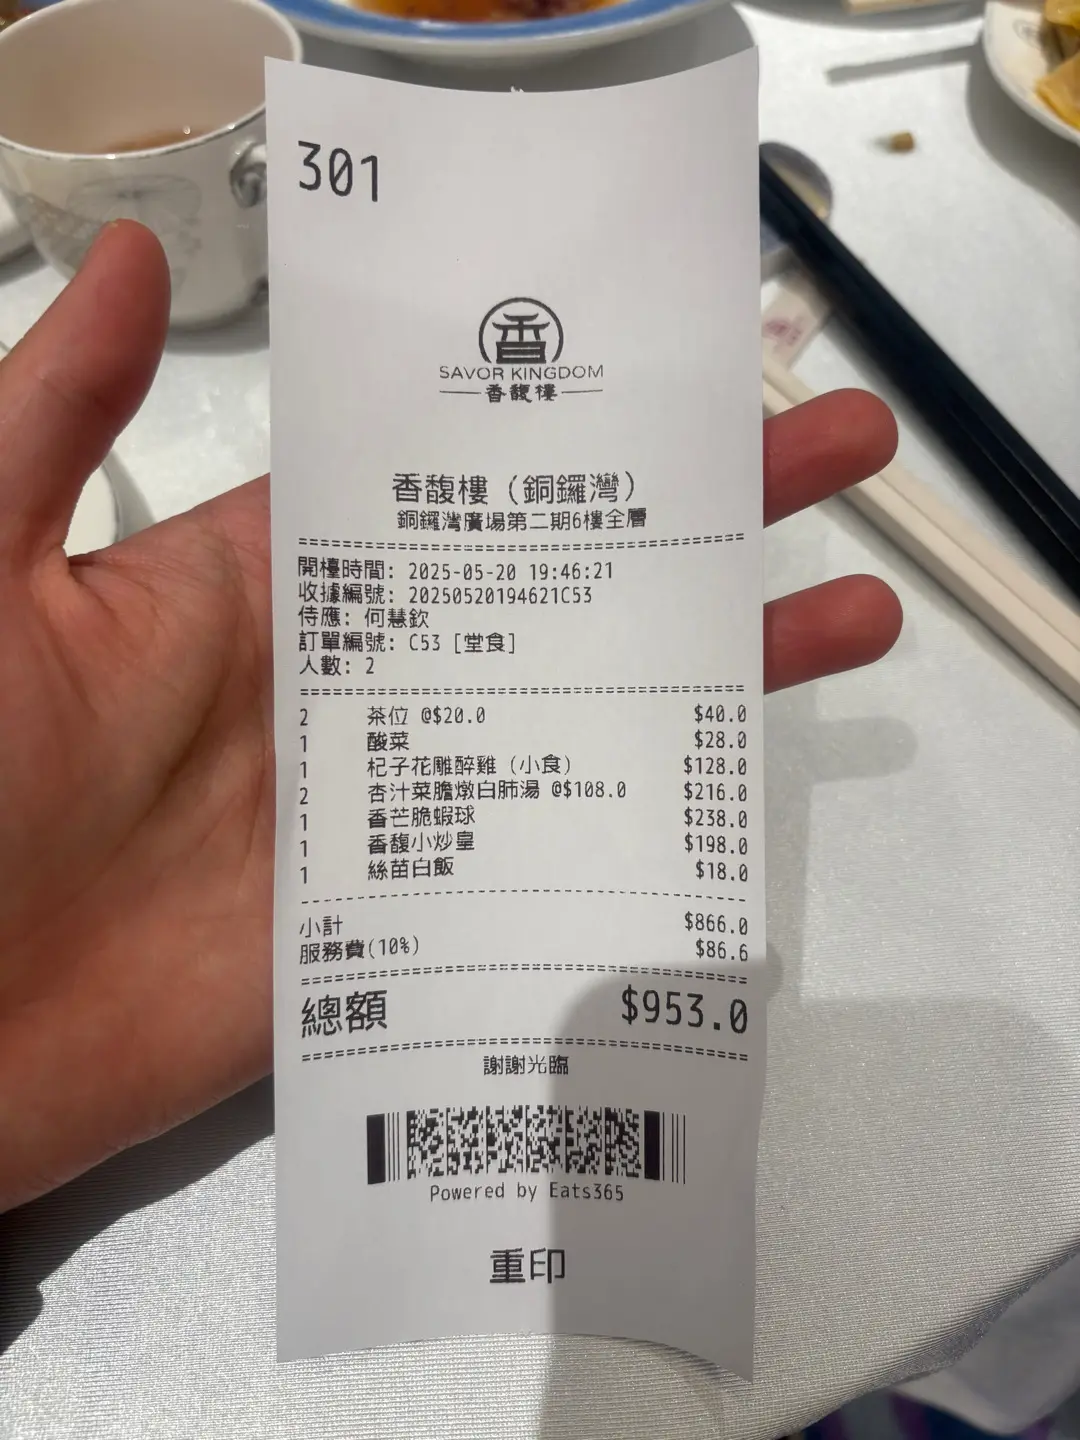 301
香
SAVOR KINGDOM
香馥樓
香馥樓（銅鑼灣）
銅鑼灣廣場第二期6樓全層
開檯時間: 2025-05-20 19:46:21
收據編號: 20250520194621C53
侍應: 何慧欽
訂單編號: C53 [堂食]
人數: 2
2 茶位 @$20.0 $40.0
1 酸菜 $28.0
1 杞子花雕醉雞（小食） $128.0
2 杏汁菜膽燉白肺湯 @$108.0 $216.0
1 香芒脆蝦球 $238.0
1 香馥小炒皇 $198.0
1 絲苗白飯 $18.0
小計 $866.0
服務費(10%) $86.6
總額 $953.0
謝謝光臨
Powered by Eats365
重印